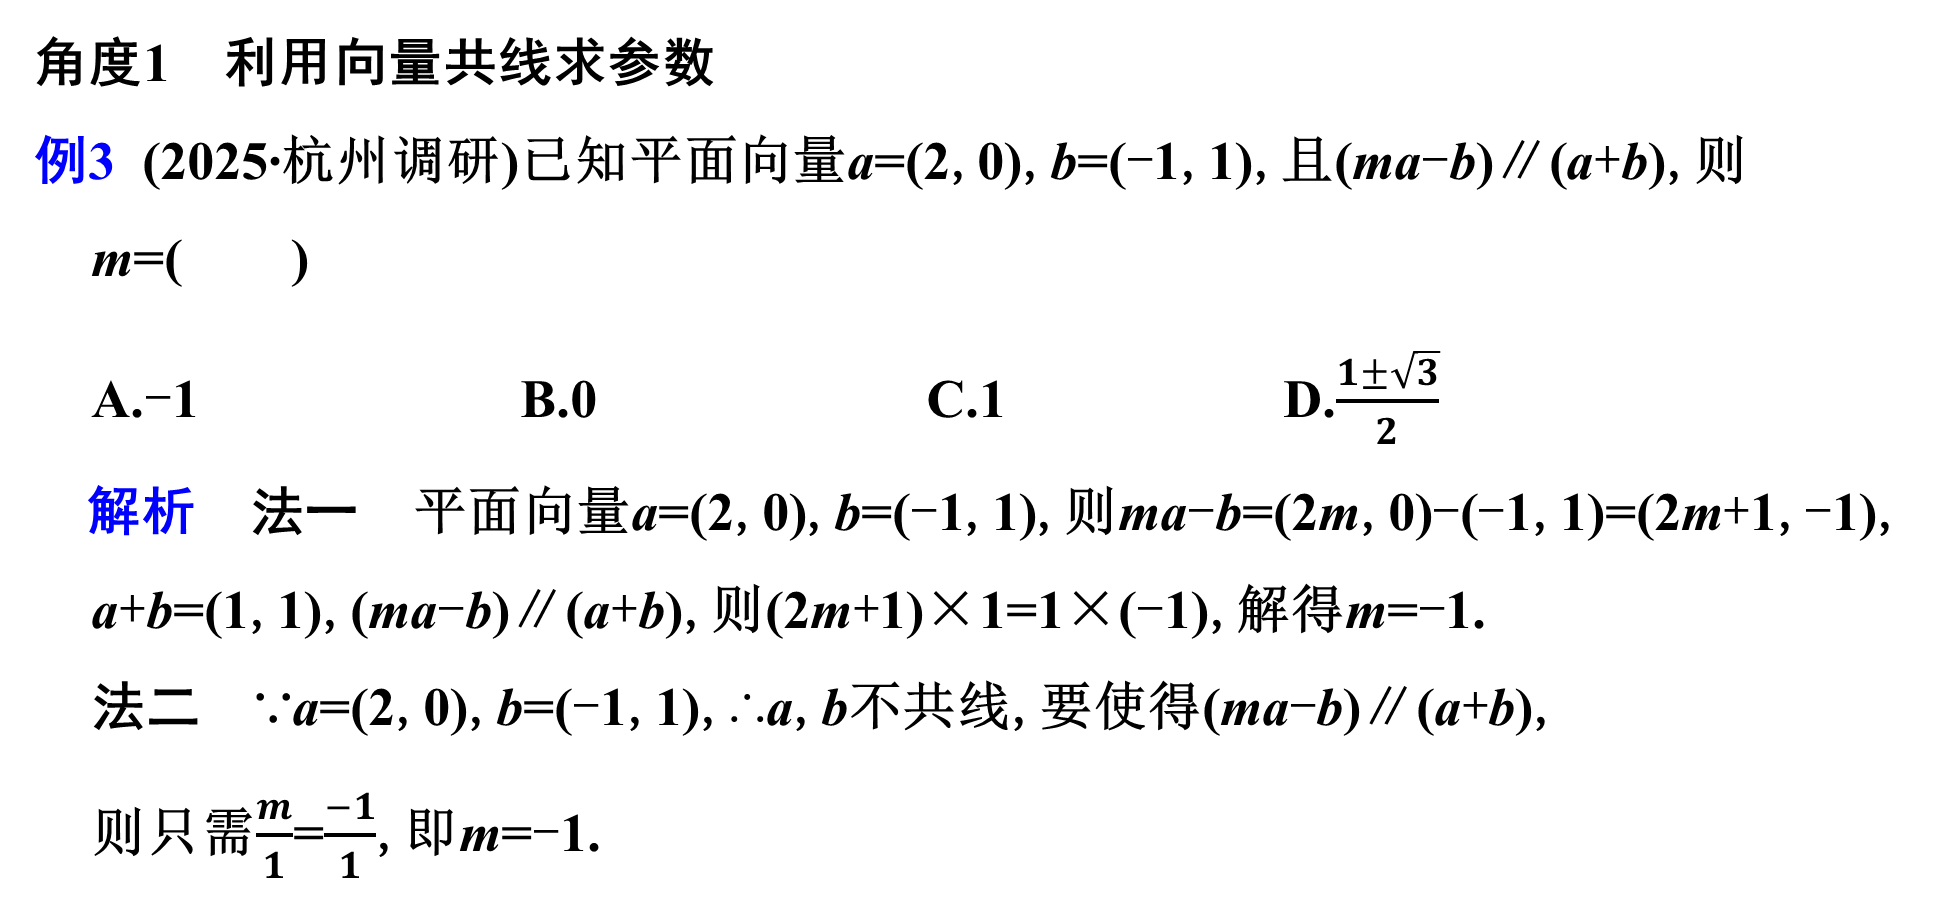 角度1 利用向量共线求参数
例3 (2025·杭州调研)已知平面向量a=(2, 0), b=(−1, 1), 且(ma−b)∥(a+b), 则
m=(  )
A.−1 B.0 C.1 D.\frac{1±\sqrt{3}}{2}
解析 法一 平面向量a=(2, 0), b=(−1, 1), 则ma−b=(2m, 0)−(−1, 1)=(2m+1, −1),
a+b=(1, 1), (ma−b)∥(a+b), 则(2m+1)×1=1×(−1), 解得m=−1.
法二 ∵a=(2, 0), b=(−1, 1), ∴a, b不共线, 要使得(ma−b)∥(a+b),
则只需\frac{m}{1}=\frac{−1}{1}, 即m=−1.